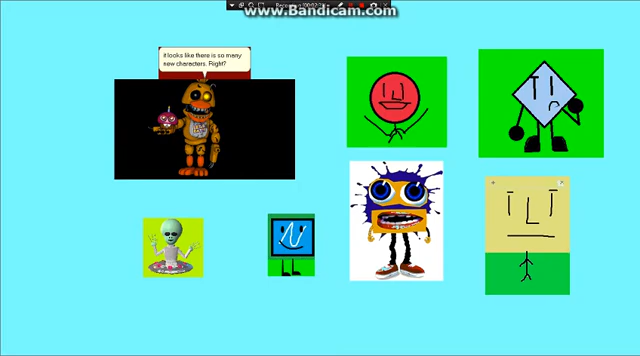 www.Bandicam.com
it looks like there is so many
new characters. Right?